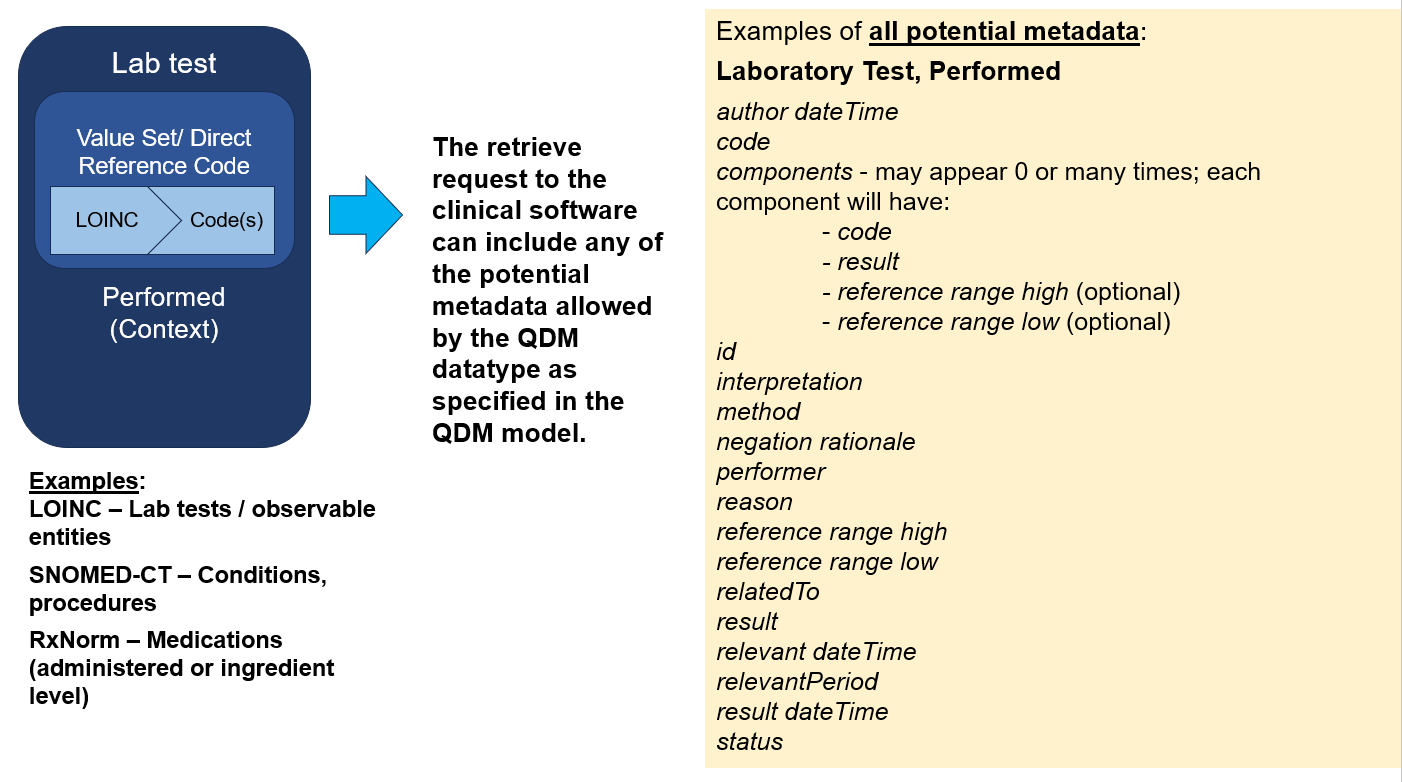 Lab test
Value Set/ Direct
Reference Code
LOINC
Code(s)
Performed
(Context)
Examples:
LOINC – Lab tests / observable
entities
SNOMED-CT – Conditions,
procedures
RxNorm – Medications
(administered or ingredient
level)
The retrieve
request to the
clinical software
can include any of
the potential
metadata allowed
by the QDM
datatype as
specified in the
QDM model.
Examples of all potential metadata:
Laboratory Test, Performed
author dateTime
code
components - may appear 0 or many times; each
component will have:
- code
- result
- reference range high (optional)
- reference range low (optional)
id
interpretation
method
negation rationale
performer
reason
reference range high
reference range low
relatedTo
result
relevant dateTime
relevantPeriod
result dateTime
status